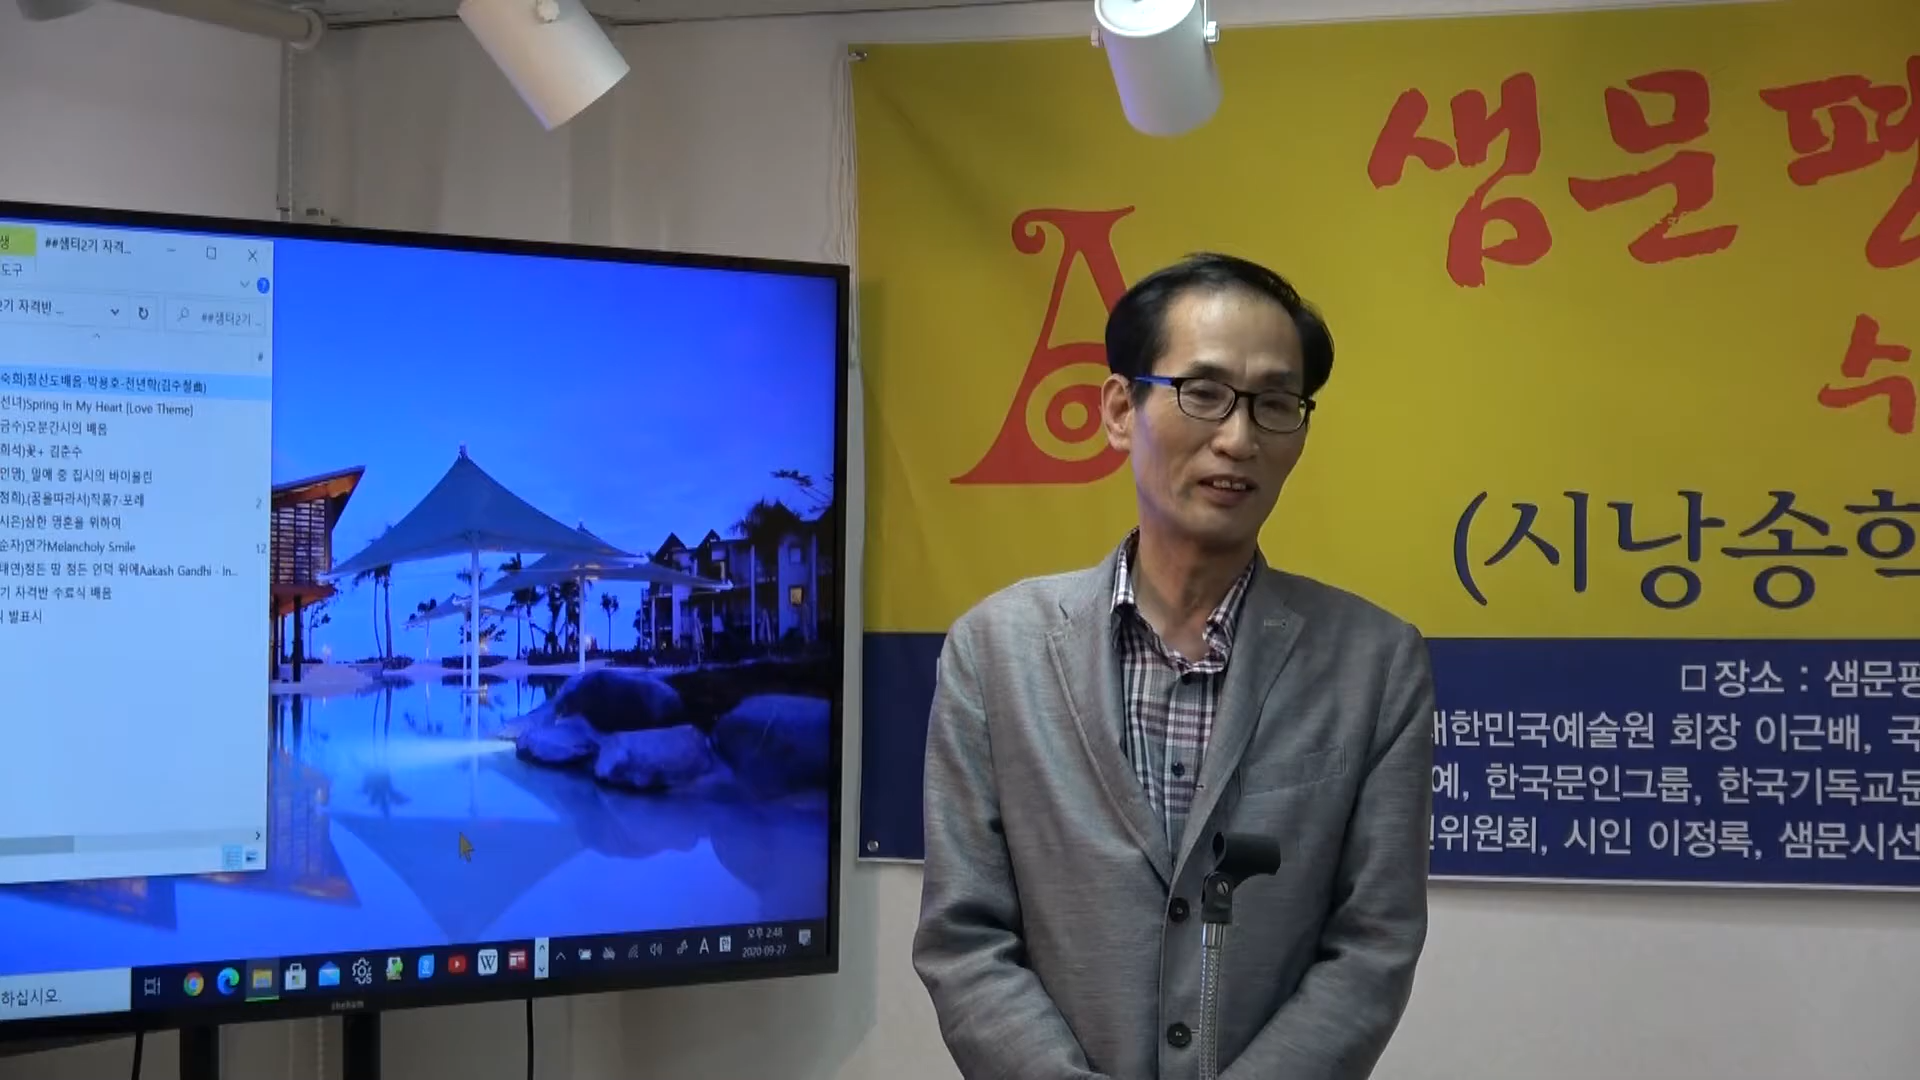 생
##샘터2기 자격...
도구
2기 자격반 ...
##샘터2기 ...
#
숙희)청산도배음-박용호-천년학(김수철曲)
선녀)Spring In My Heart [Love Theme]
금수)오분간시의 배음
희석)꽃+ 김춘수
인명)_밀애 중 집시의 바이올린
정희).(꿈을따라서)작품7-포레
2
시은)상한 영혼을 위하여
순자)연가Melancholy Smile
12
태연)정든 땅 정든 언덕 위에Aakash Gandhi - In...
기 자격반 수료식 배음
발표시
하십시오.
A
오후 2:48
2020-09-27
A
샘문평
수
(시낭송학
□ 장소 : 샘문평
대한민국예술원 회장 이근배, 국
예, 한국문인그룹, 한국기독교문
위원회, 시인 이정록, 샘문시선